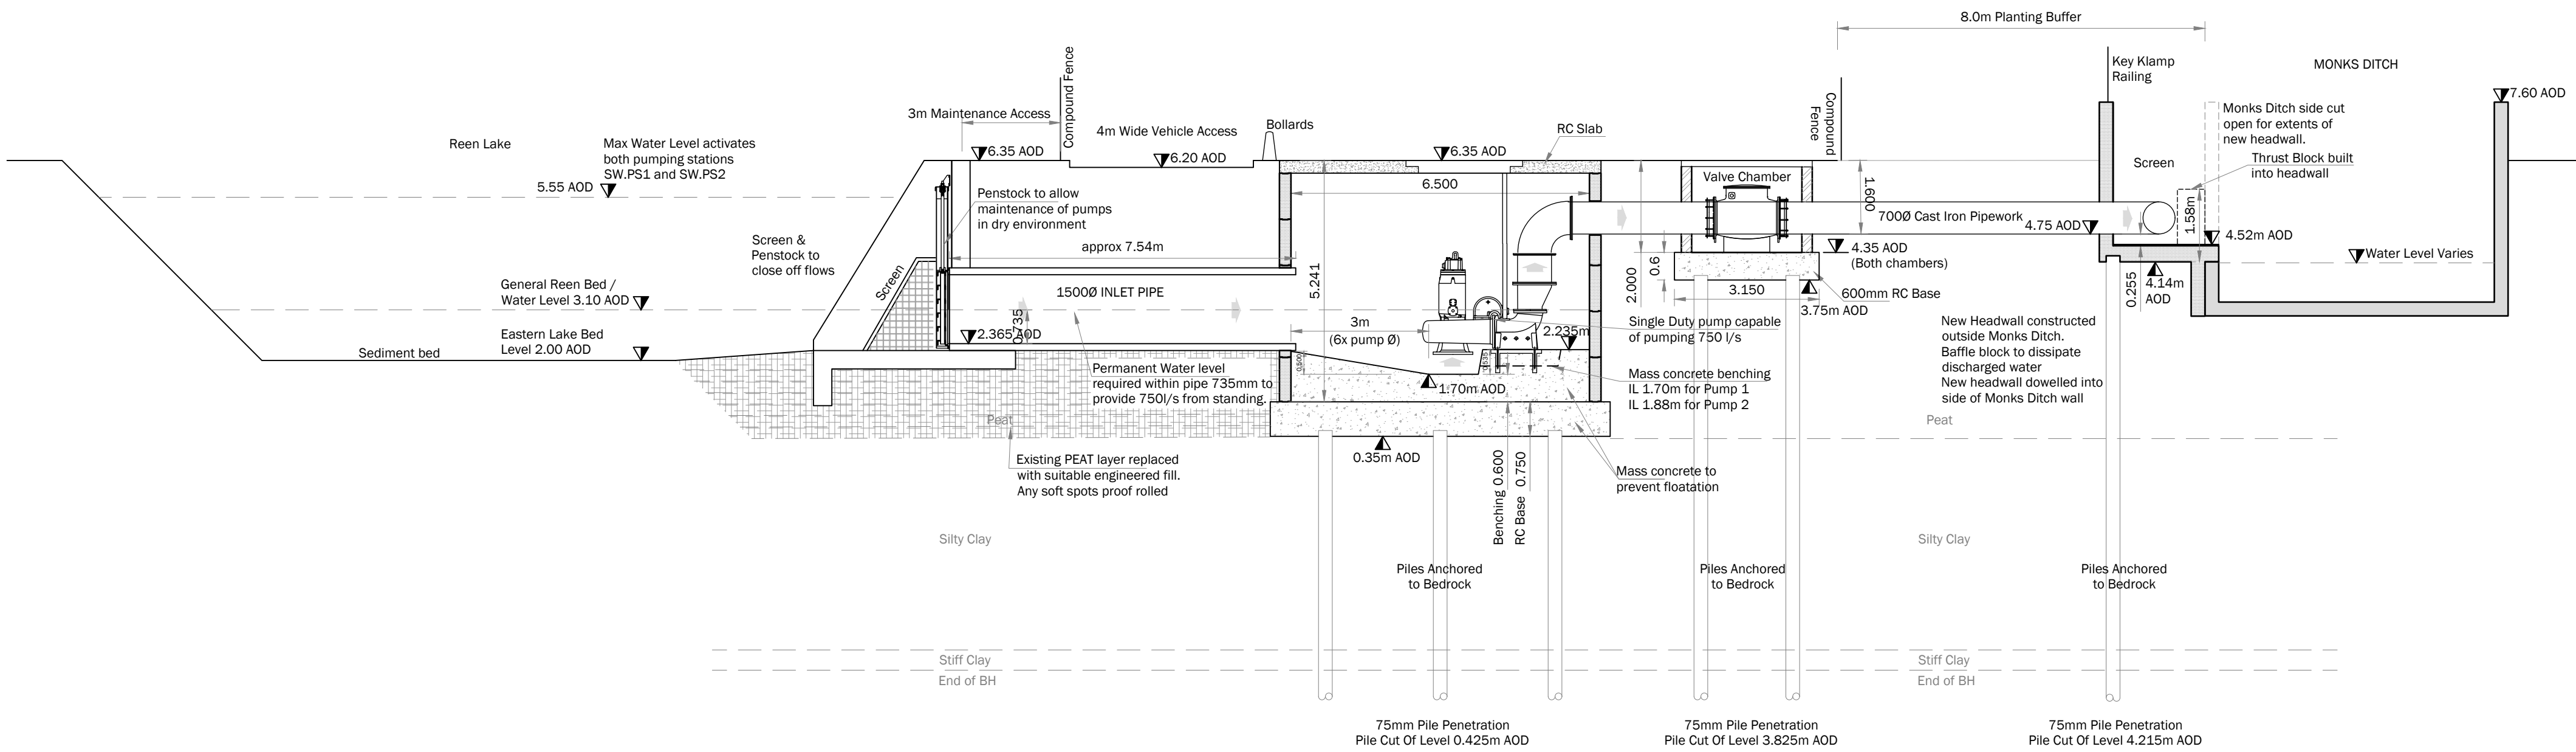 8.0m Planting Buffer
Compound Fence
Key Klamp
Railing
MONKS DITCH
7.60 AOD
3m Maintenance Access
4m Wide Vehicle Access
Bollards
RC Slab
Compound
Fence
Monks Ditch side cut
open for extents of
new headwall.
Reen Lake
Max Water Level activates
both pumping stations
SW.PS1 and SW.PS2
5.55 AOD
6.35 AOD
6.20 AOD
6.35 AOD
Screen
Thrust Block built
into headwall
Penstock to allow
maintenance of pumps
in dry environment
6.500
Valve Chamber
1.600
700Ø Cast Iron Pipework
4.75 AOD
1.58m
4.52m AOD
Screen &
Penstock to
close off flows
approx 7.54m
4.35 AOD
(Both chambers)
Water Level Varies
Screen
5.241
2.000
0.6
0.255
4.14m
AOD
General Reen Bed /
Water Level 3.10 AOD
1500Ø INLET PIPE
3.150
600mm RC Base
3.75m AOD
0.735
2.365 AOD
3m
(6x pump Ø)
2.235m
Single Duty pump capable
of pumping 750 l/s
New Headwall constructed
outside Monks Ditch.
Baffle block to dissipate
discharged water
New headwall dowelled into
side of Monks Ditch wall
Eastern Lake Bed
Level 2.00 AOD
Sediment bed
0.500
0.535
Permanent Water level
required within pipe 735mm to
provide 750l/s from standing.
1.70m AOD
Mass concrete benching
IL 1.70m for Pump 1
IL 1.88m for Pump 2
Peat
Peat
Existing PEAT layer replaced
with suitable engineered fill.
Any soft spots proof rolled
0.35m AOD
Benching 0.600
RC Base 0.750
Mass concrete to
prevent floatation
Silty Clay
Silty Clay
Piles Anchored
to Bedrock
Piles Anchored
to Bedrock
Piles Anchored
to Bedrock
Stiff Clay
Stiff Clay
End of BH
End of BH
75mm Pile Penetration
Pile Cut Of Level 0.425m AOD
75mm Pile Penetration
Pile Cut Of Level 3.825m AOD
75mm Pile Penetration
Pile Cut Of Level 4.215m AOD